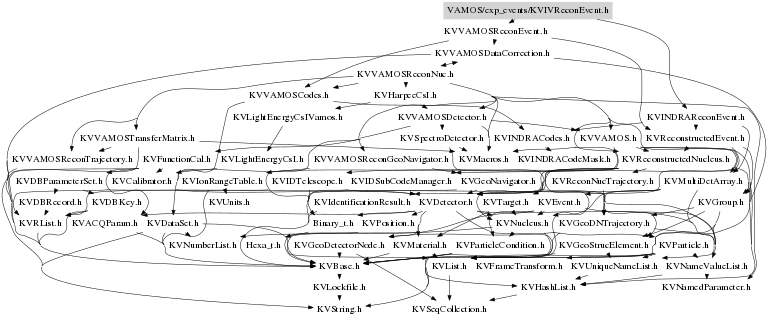 VAMOS/exp_events/KVIVReconEvent.h
KVVAMOSReconEvent.h
KVVAMOSDataCorrection.h
KVVAMOSReconNuc.h
KVVAMOSCodes.h
KVHarpeeCsI.h
KVINDRAReconEvent.h
KVLightEnergyCsIVamos.h
KVVAMOSDetector.h
KVVAMOSTransferMatrix.h
KVSpectroDetector.h
KVINDRACodes.h
KVVAMOS.h
KVReconstructedEvent.h
KVVAMOSReconTrajectory.h
KVFunctionCal.h
KVLightEnergyCsI.h
KVVAMOSReconGeoNavigator.h
KVMacros.h
KVINDRACodeMask.h
KVReconstructedNucleus.h
KVDBParameterSet.h
KVCalibrator.h
KVIonRangeTable.h
KVIDTelescope.h
KVIDSubCodeManager.h
KVGeoNavigator.h
KVReconNucTrajectory.h
KVMultiDetArray.h
KVDBRecord.h
KVDBKey.h
KVUnits.h
KVIdentificationResult.h
KVDetector.h
KVTarget.h
KVEvent.h
KVGroup.h
KVRList.h
KVACQParam.h
KVDataSet.h
Binary_t.h
KVPosition.h
KVNucleus.h
KVGeoDNTrajectory.h
KVNumberList.h
Hexa_t.h
KVGeoDetectorNode.h
KVMaterial.h
KVParticleCondition.h
KVGeoStrucElement.h
KVParticle.h
KVBase.h
KVList.h
KVFrameTransform.h
KVUniqueNameList.h
KVNameValueList.h
KVLockfile.h
KVHashList.h
KVNamedParameter.h
KVString.h
KVSeqCollection.h